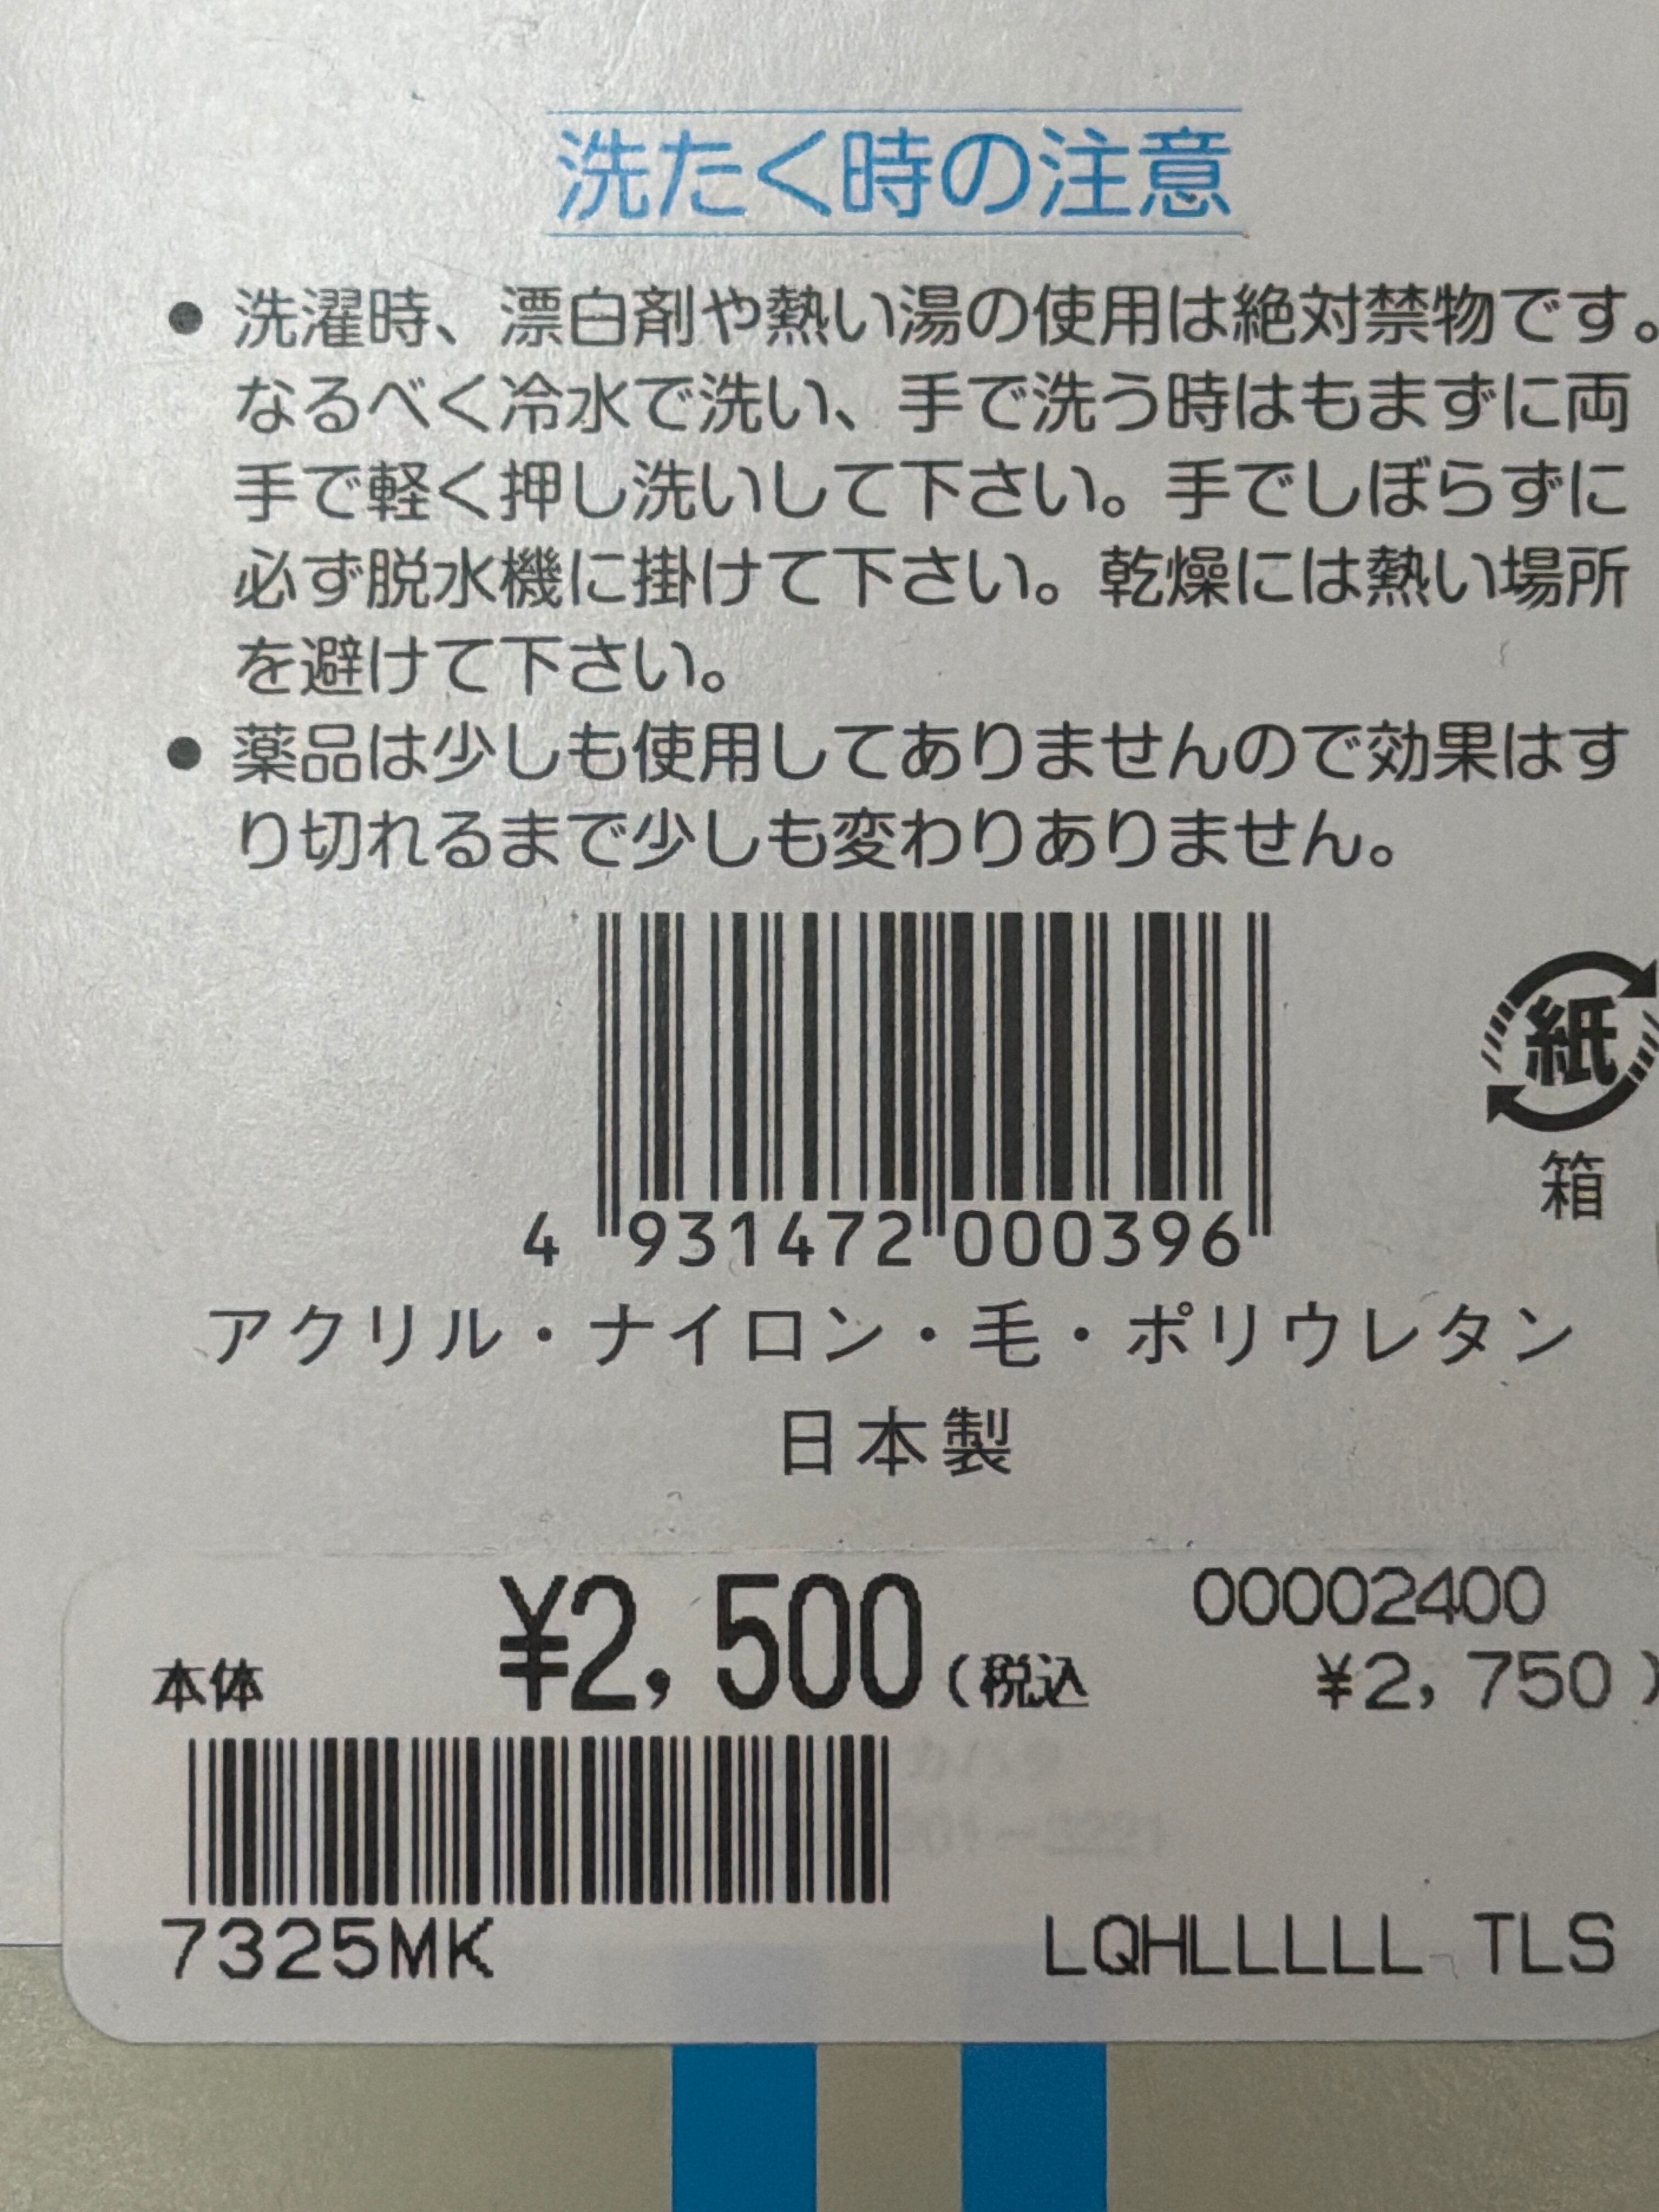 洗たく時の注意
● 洗濯時、漂白剤や熱い湯の使用は絶対禁物です。
なるべく冷水で洗い、手で洗う時はもまずに両
手で軽く押し洗いして下さい。手でしぼらずに
必ず脱水機に掛けて下さい。乾燥には熱い場所
を避けて下さい。
● 薬品は少しも使用してありませんので効果はす
り切れるまで少しも変わりありません。
4 931472 000396
紙
箱
アクリル・ナイロン・毛・ポリウレタン
日本製
00002400
本体 ¥2,500 (税込 ¥2,750)
7325MK LQHLLLLL TLS